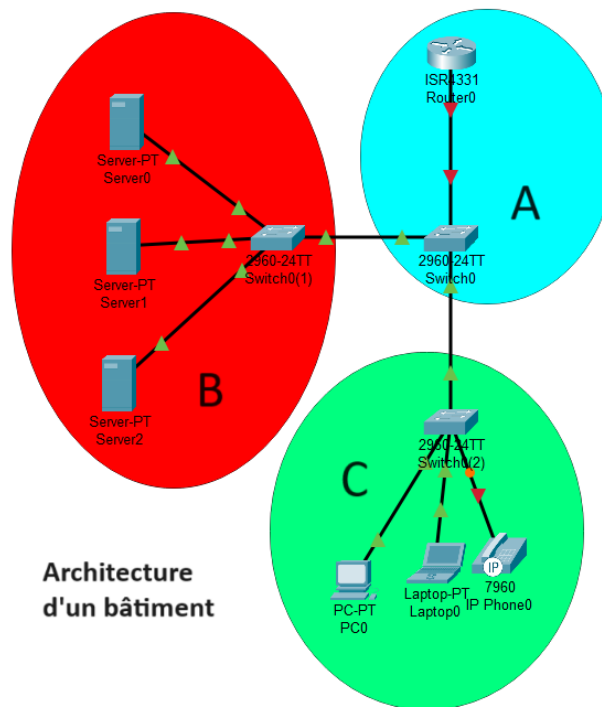 ISR4331
Router0
A
2960-24TT
Switch0
Server-PT
Server0
Server-PT
Server1
Server-PT
Server2
2960-24TT
Switch0(1)
B
2960-24TT
Switch0(2)
C
PC-PT
PC0
Laptop-PT
Laptop0
IP
7960
IP Phone0
Architecture
d'un bâtiment